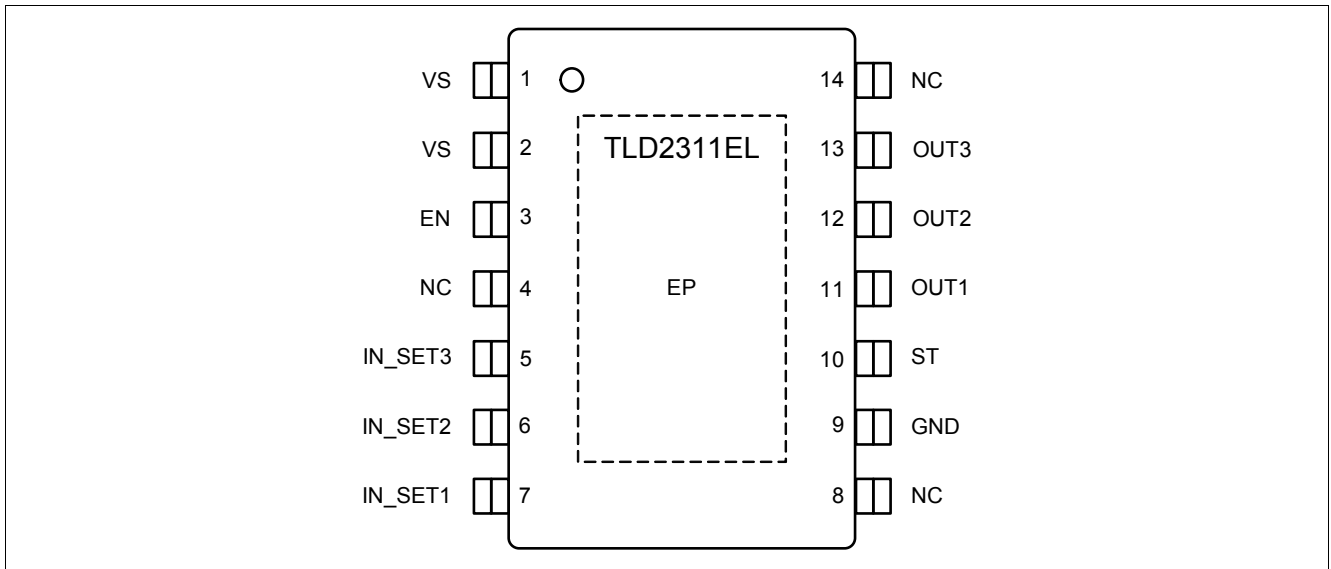 VS 1 14 NC
VS 2 TLD2311EL 13 OUT3
EN 3 12 OUT2
NC 4 EP 11 OUT1
IN_SET3 5 10 ST
IN_SET2 6 9 GND
IN_SET1 7 8 NC